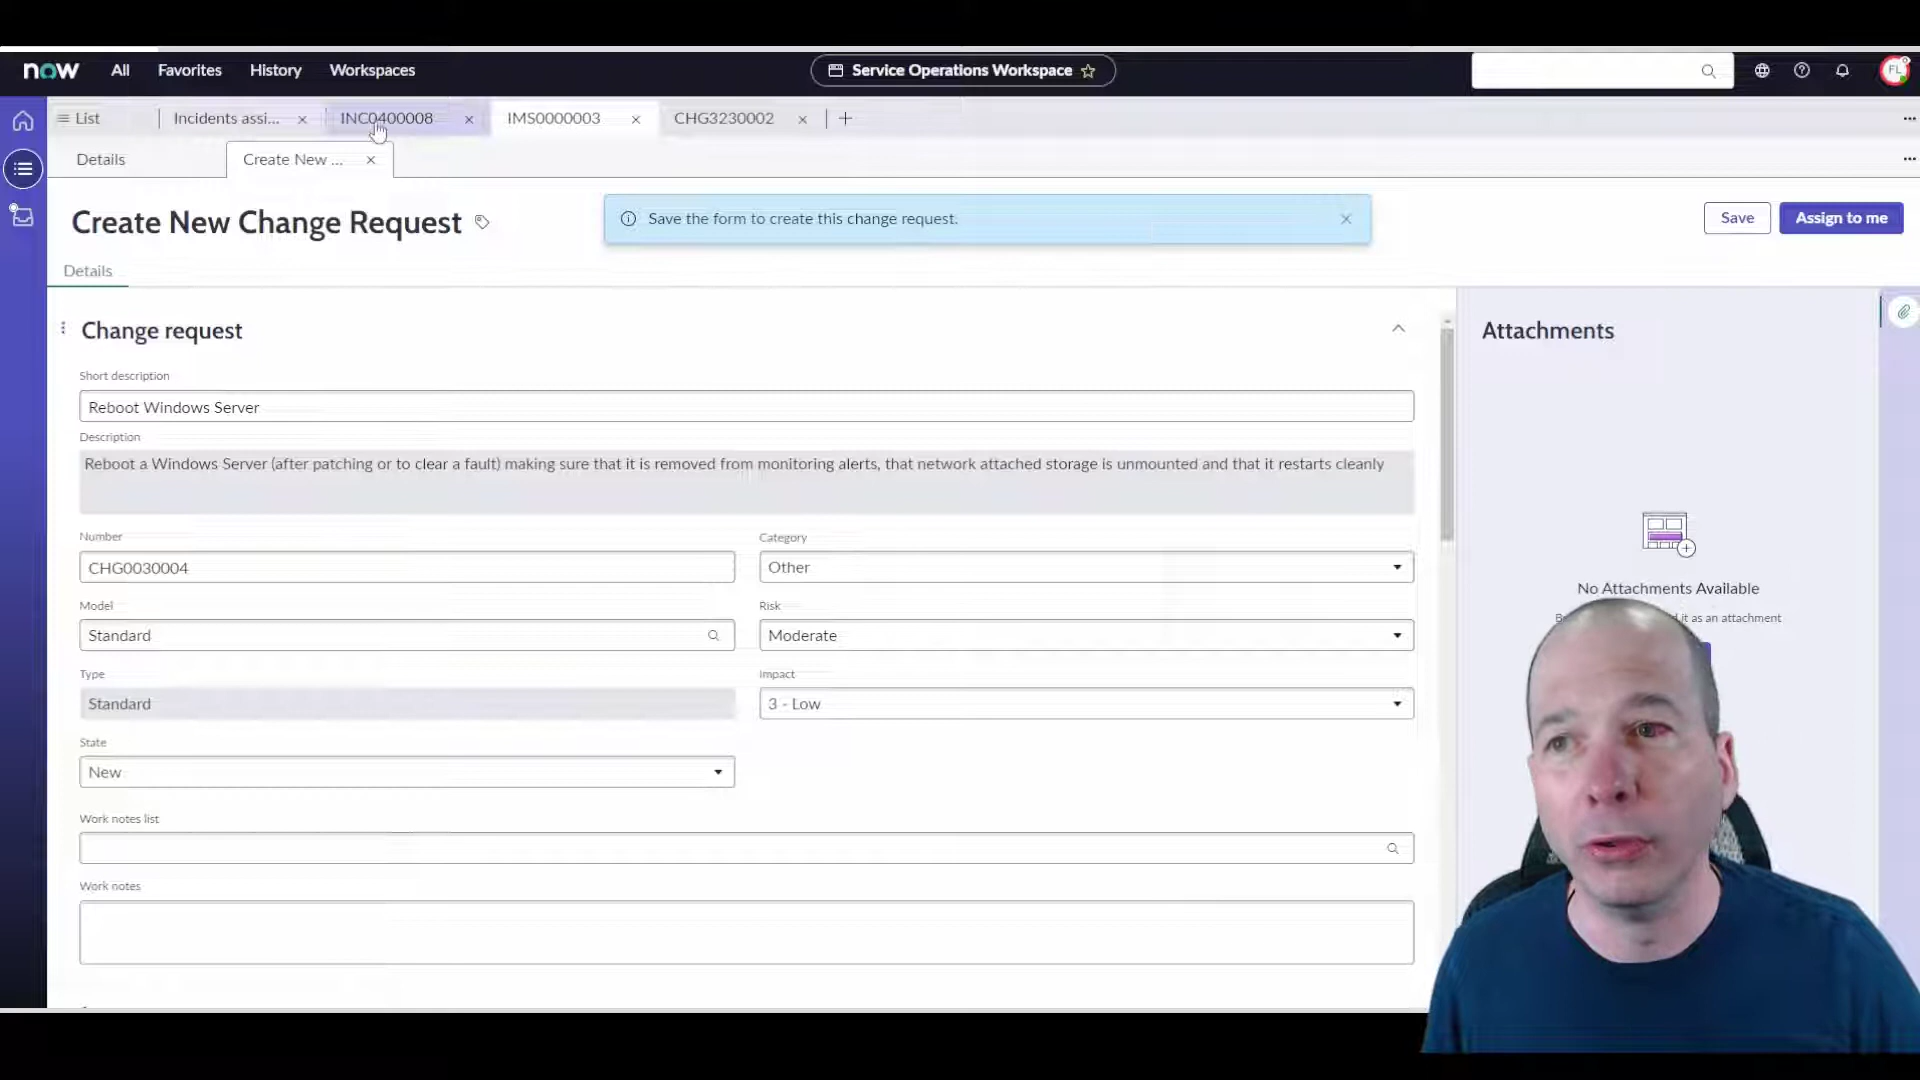 now All Favorites History Workspaces Service Operations Workspace FL
List Incidents assi... INC0400008 IMS0000003 CHG3230002
Details Create New ...
Create New Change Request
Save the form to create this change request.
Save Assign to me
Details
Change request
Attachments
Short description
Reboot Windows Server
Description
Reboot a Windows Server (after patching or to clear a fault) making sure that it is removed from monitoring alerts, that network attached storage is unmounted and that it restarts cleanly
Number
CHG0030004
Category
Other
Model
Standard
Risk
Moderate
Type
Standard
Impact
3 - Low
State
New
Work notes list
Work notes
No Attachments Available
it as an attachment